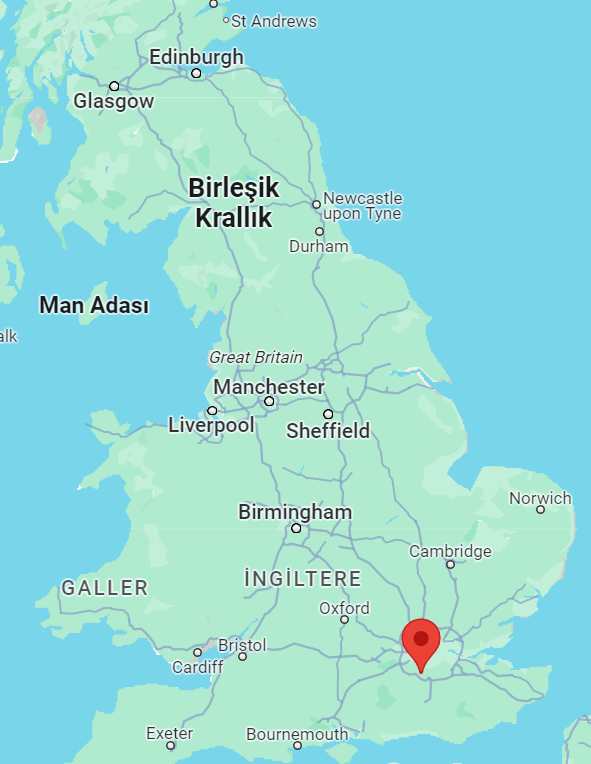 St Andrews
Edinburgh
Glasgow
Birleşik
Krallık
Newcastle
upon Tyne
Durham
Man Adası
alk
Great Britain
Manchester
Liverpool
Sheffield
Norwich
Birmingham
Cambridge
GALLER
İNGİLTERE
Oxford
Bristol
Cardiff
Exeter
Bournemouth